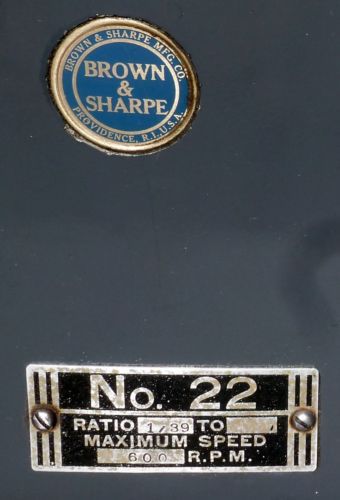 BROWN & SHARPE MFG. CO.
BROWN
&
SHARPE
PROVIDENCE, R.I., U.S.A.
No. 22
RATIO 1/39 TO
MAXIMUM SPEED
600 R.P.M.